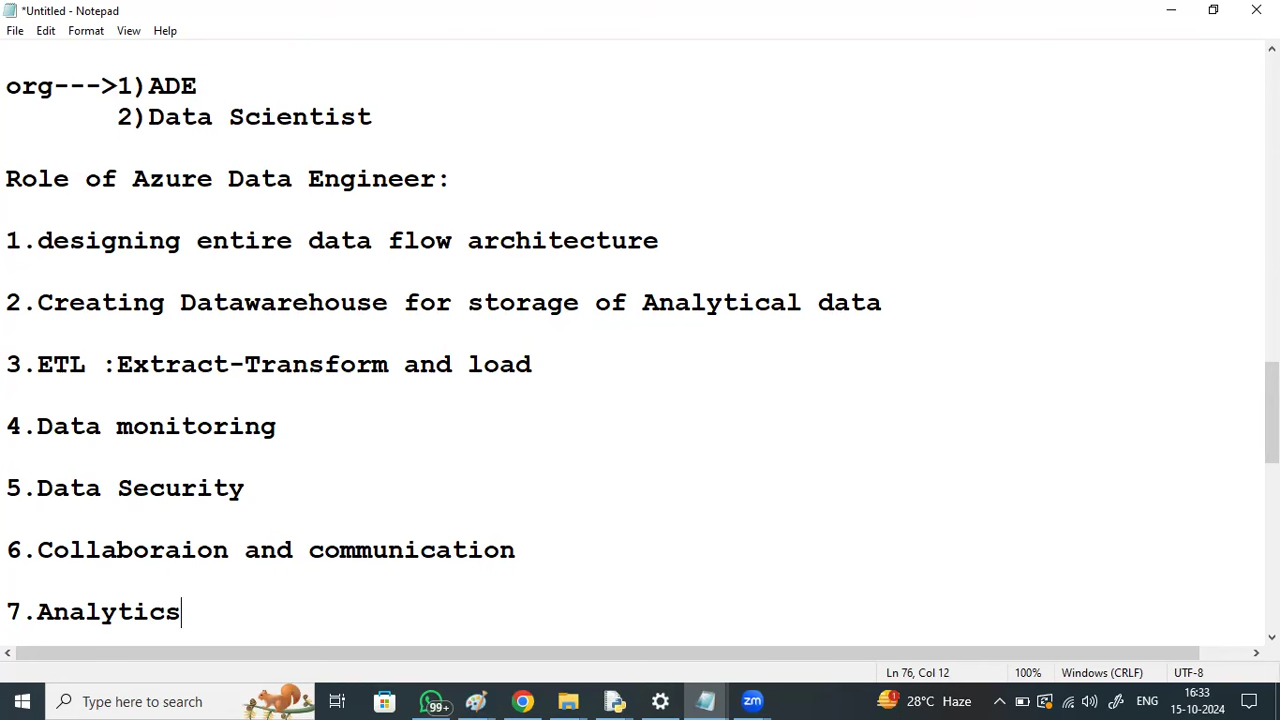 *Untitled - Notepad
File Edit Format View Help
org--->1)ADE
2)Data Scientist
Role of Azure Data Engineer:
1.designing entire data flow architecture
2.Creating Datawarehouse for storage of Analytical data
3.ETL :Extract-Transform and load
4.Data monitoring
5.Data Security
6.Collaboraion and communication
7.Analytics
Ln 76, Col 12 100% Windows (CRLF) UTF-8
Type here to search 99+ zm 1 28°C Haze ENG 16:33
15-10-2024